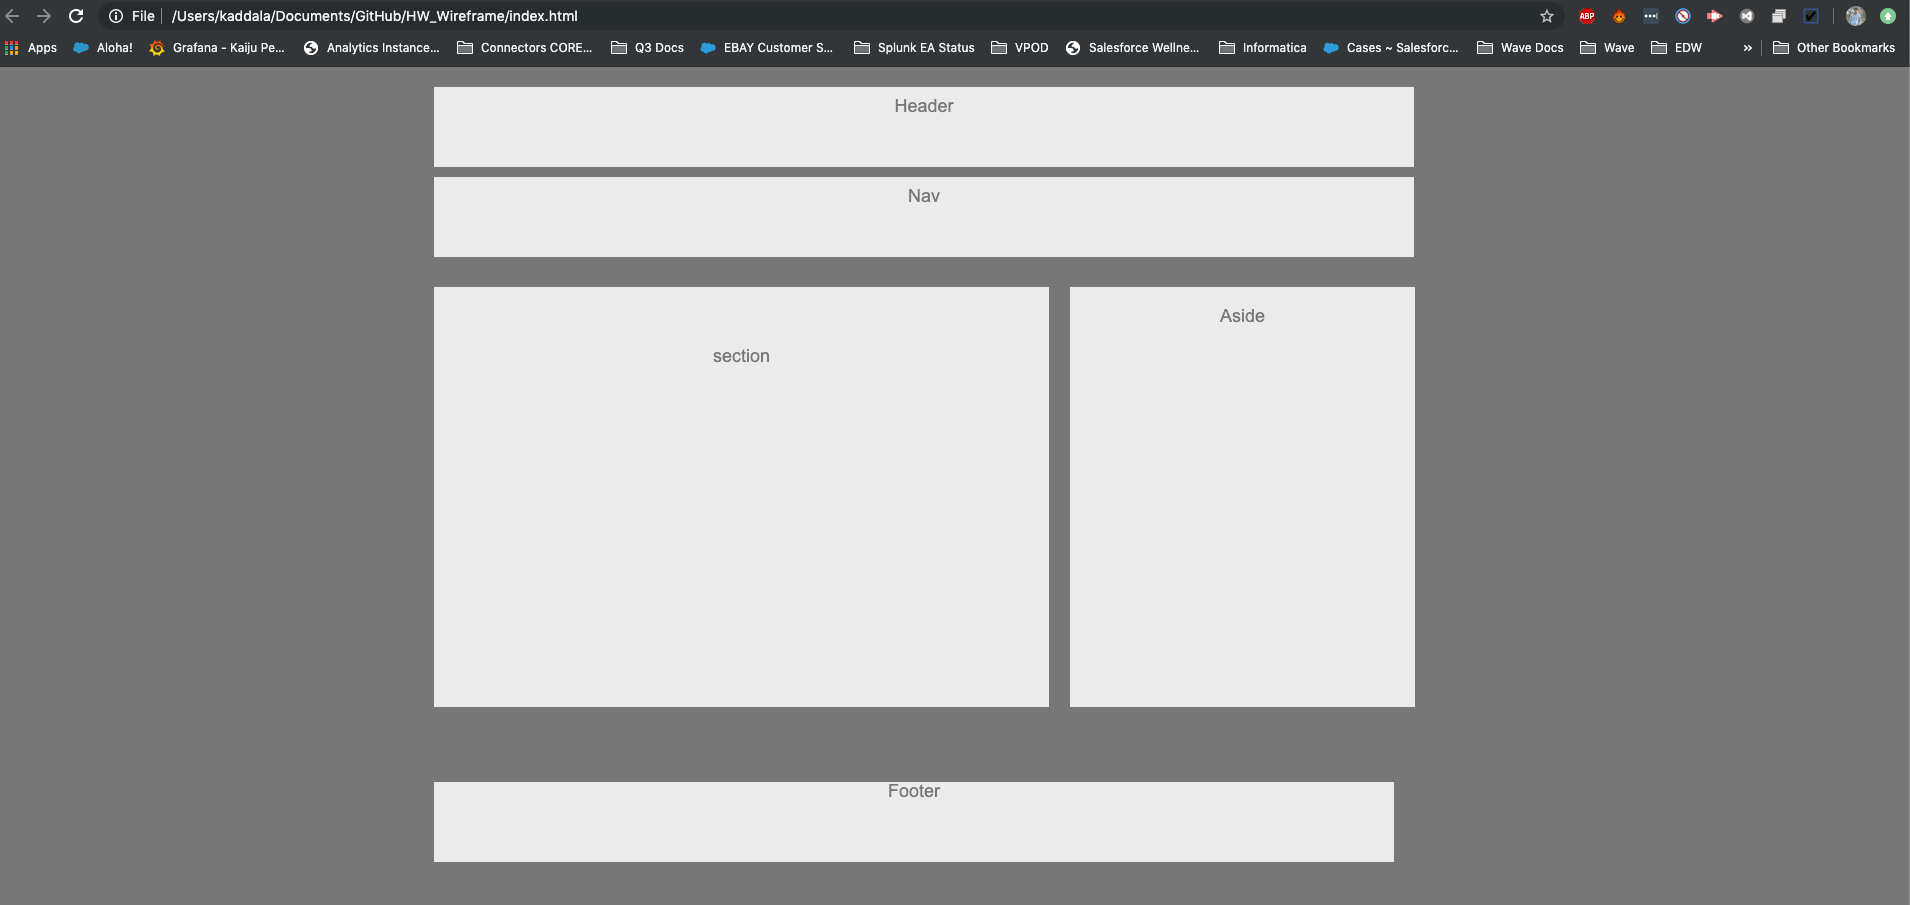 File /Users/kaddala/Documents/GitHub/HW_Wireframe/index.html ABP
Apps Aloha! Grafana - Kaiju Pe... Analytics Instance... Connectors CORE... Q3 Docs EBAY Customer S... Splunk EA Status VPOD Salesforce Wellne... Informatica Cases ~ Salesforc... Wave Docs Wave EDW » Other Bookmarks
Header
Nav
Aside
section
Footer